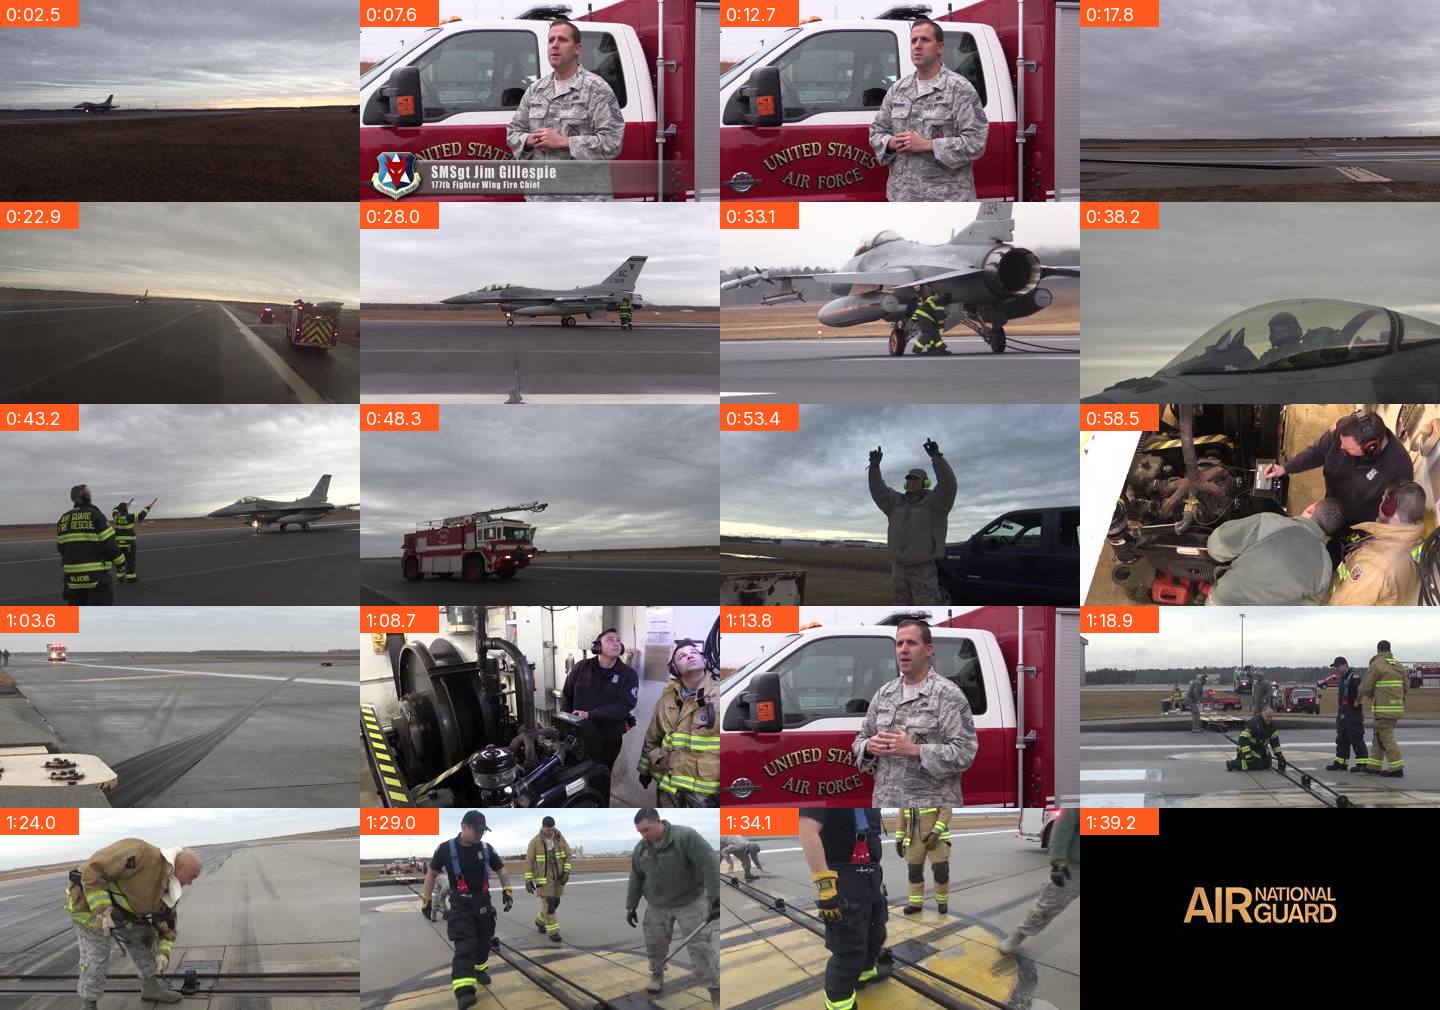 0:02.5
0:07.6
UNITED STATES
SMSgt Jim Gillespie
177th Fighter Wing Fire Chief
0:12.7
UNITED STATES
AIR FORCE
0:17.8
0:22.9
0:28.0
AC
0:33.1
0:38.2
0:43.2
AIR GUARD
FIRE RESCUE
0:48.3
0:53.4
0:58.5
1:03.6
1:08.7
1:13.8
UNITED STATES
AIR FORCE
1:18.9
1:24.0
1:29.0
1:34.1
1:39.2
AIR NATIONAL
GUARD